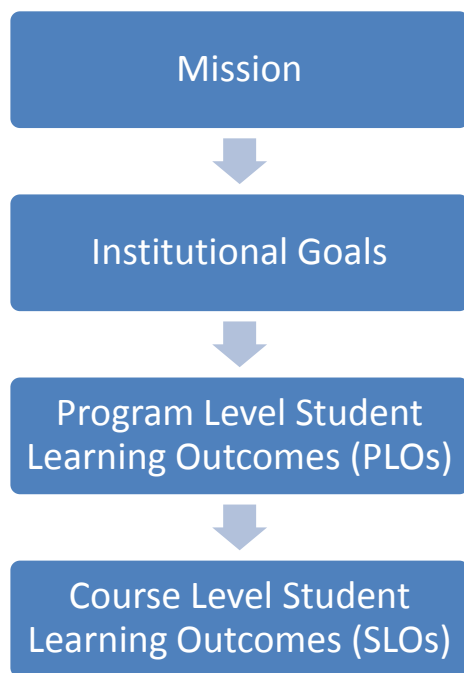 Mission
Institutional Goals
Program Level Student
Learning Outcomes (PLOs)
Course Level Student
Learning Outcomes (SLOs)